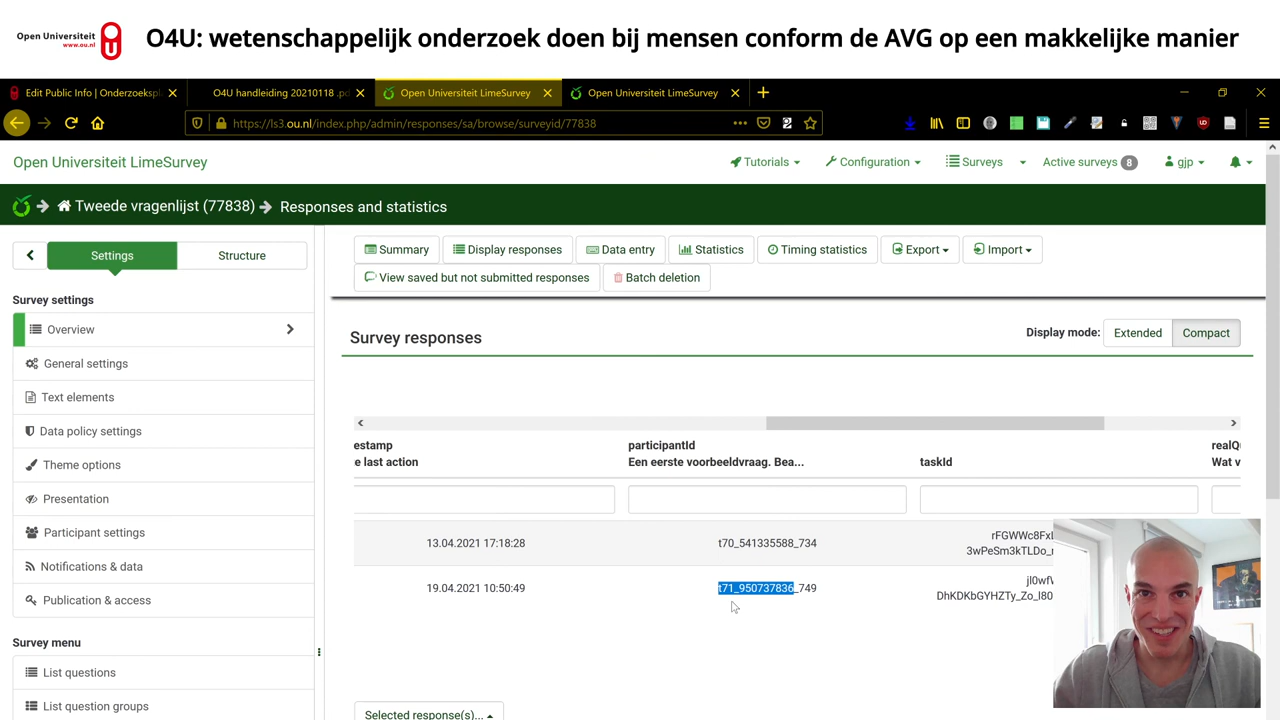 Open Universiteit
www.ou.nl
O4U: wetenschappelijk onderzoek doen bij mensen conform de AVG op een makkelijke manier
Edit Public Info | Onderzoekspl
O4U handleiding 20210118 .pd
Open Universiteit LimeSurvey
Open Universiteit LimeSurvey
https://ls3.ou.nl/index.php/admin/responses/sa/browse/surveyid/77838
Open Universiteit LimeSurvey
Tutorials
Configuration
Surveys
Active surveys 8
gjp
Tweede vragenlijst (77838)
Responses and statistics
Settings
Structure
Summary
Display responses
Data entry
Statistics
Timing statistics
Export
Import
View saved but not submitted responses
Batch deletion
Survey settings
Overview
General settings
Text elements
Data policy settings
Theme options
Presentation
Participant settings
Notifications & data
Publication & access
Survey menu
List questions
List question groups
Survey responses
Display mode:
Extended
Compact
estamp
e last action
participantId
Een eerste voorbeeldvraag. Bea...
taskId
realQ
Wat v
13.04.2021 17:18:28
t70_541335588_734
rFGWWc8Fx
3wPeSm3kTLDo_
19.04.2021 10:50:49
t71_950737836_749
DhKDKbGYHZTy_Zo_I80
Selected response(s)...